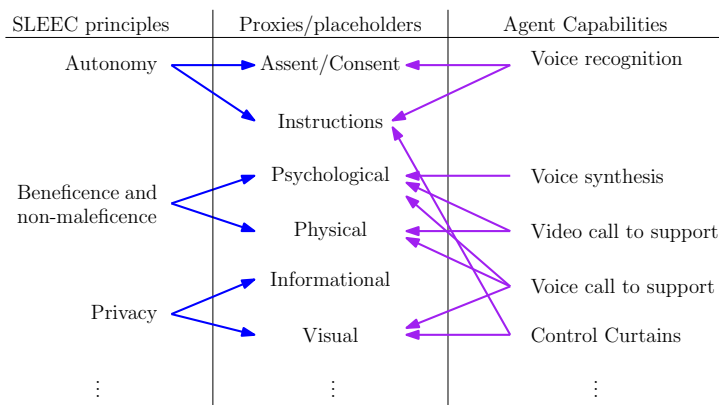 SLEEC principles
Proxies/placeholders
Agent Capabilities
Autonomy
Assent/Consent
Voice recognition
Instructions
Beneficence and
non-maleficence
Psychological
Voice synthesis
Physical
Video call to support
Privacy
Informational
Voice call to support
Visual
Control Curtains
⋮
⋮
⋮